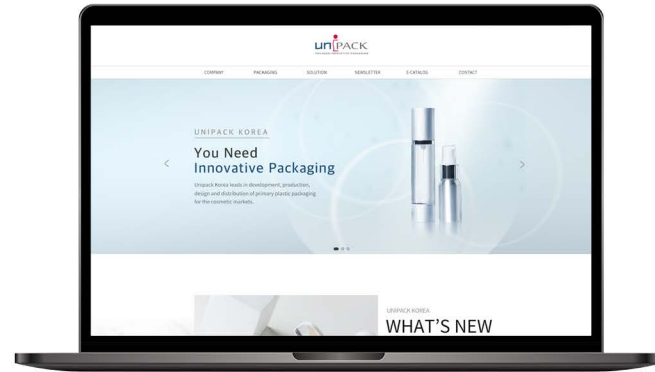 unipACK
COMPANY PACKAGING SOLUTION NEWSLETTER E-CATALOG CONTACT
UNIPACK KOREA
You Need
Innovative Packaging
Unipack Korea leads in development, production,
design and distribution of primary plastic packaging
for the cosmetic markets.
UNIPACK KOREA
WHAT'S NEW